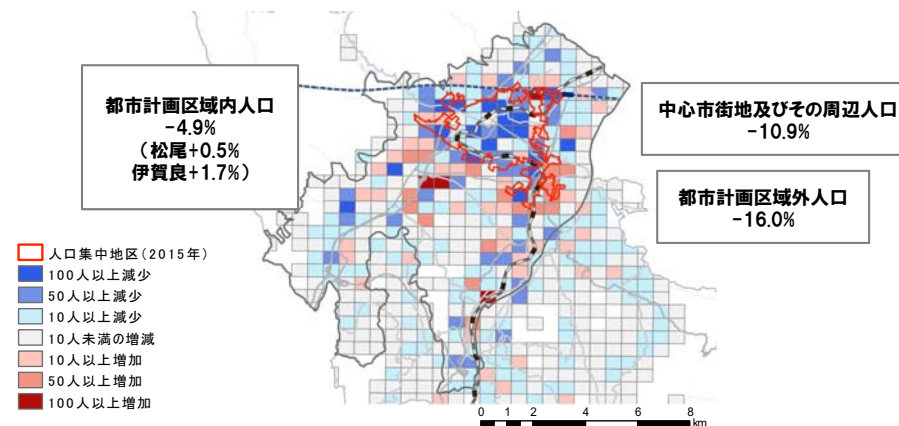 都市計画区域内人口
-4.9%
(松尾+0.5%
伊賀良+1.7%)
中心市街地及びその周辺人口
-10.9%
都市計画区域外人口
-16.0%
人口集中地区(2015年)
100人以上減少
50人以上減少
10人以上減少
10人未満の増減
10人以上増加
50人以上増加
100人以上増加
0 1 2 4 6 8
km